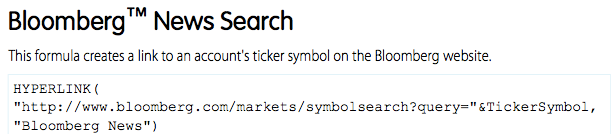 Bloomberg™ News Search
This formula creates a link to an account's ticker symbol on the Bloomberg website.
HYPERLINK(
"http://www.bloomberg.com/markets/symbolsearch?query="&TickerSymbol,
"Bloomberg News")